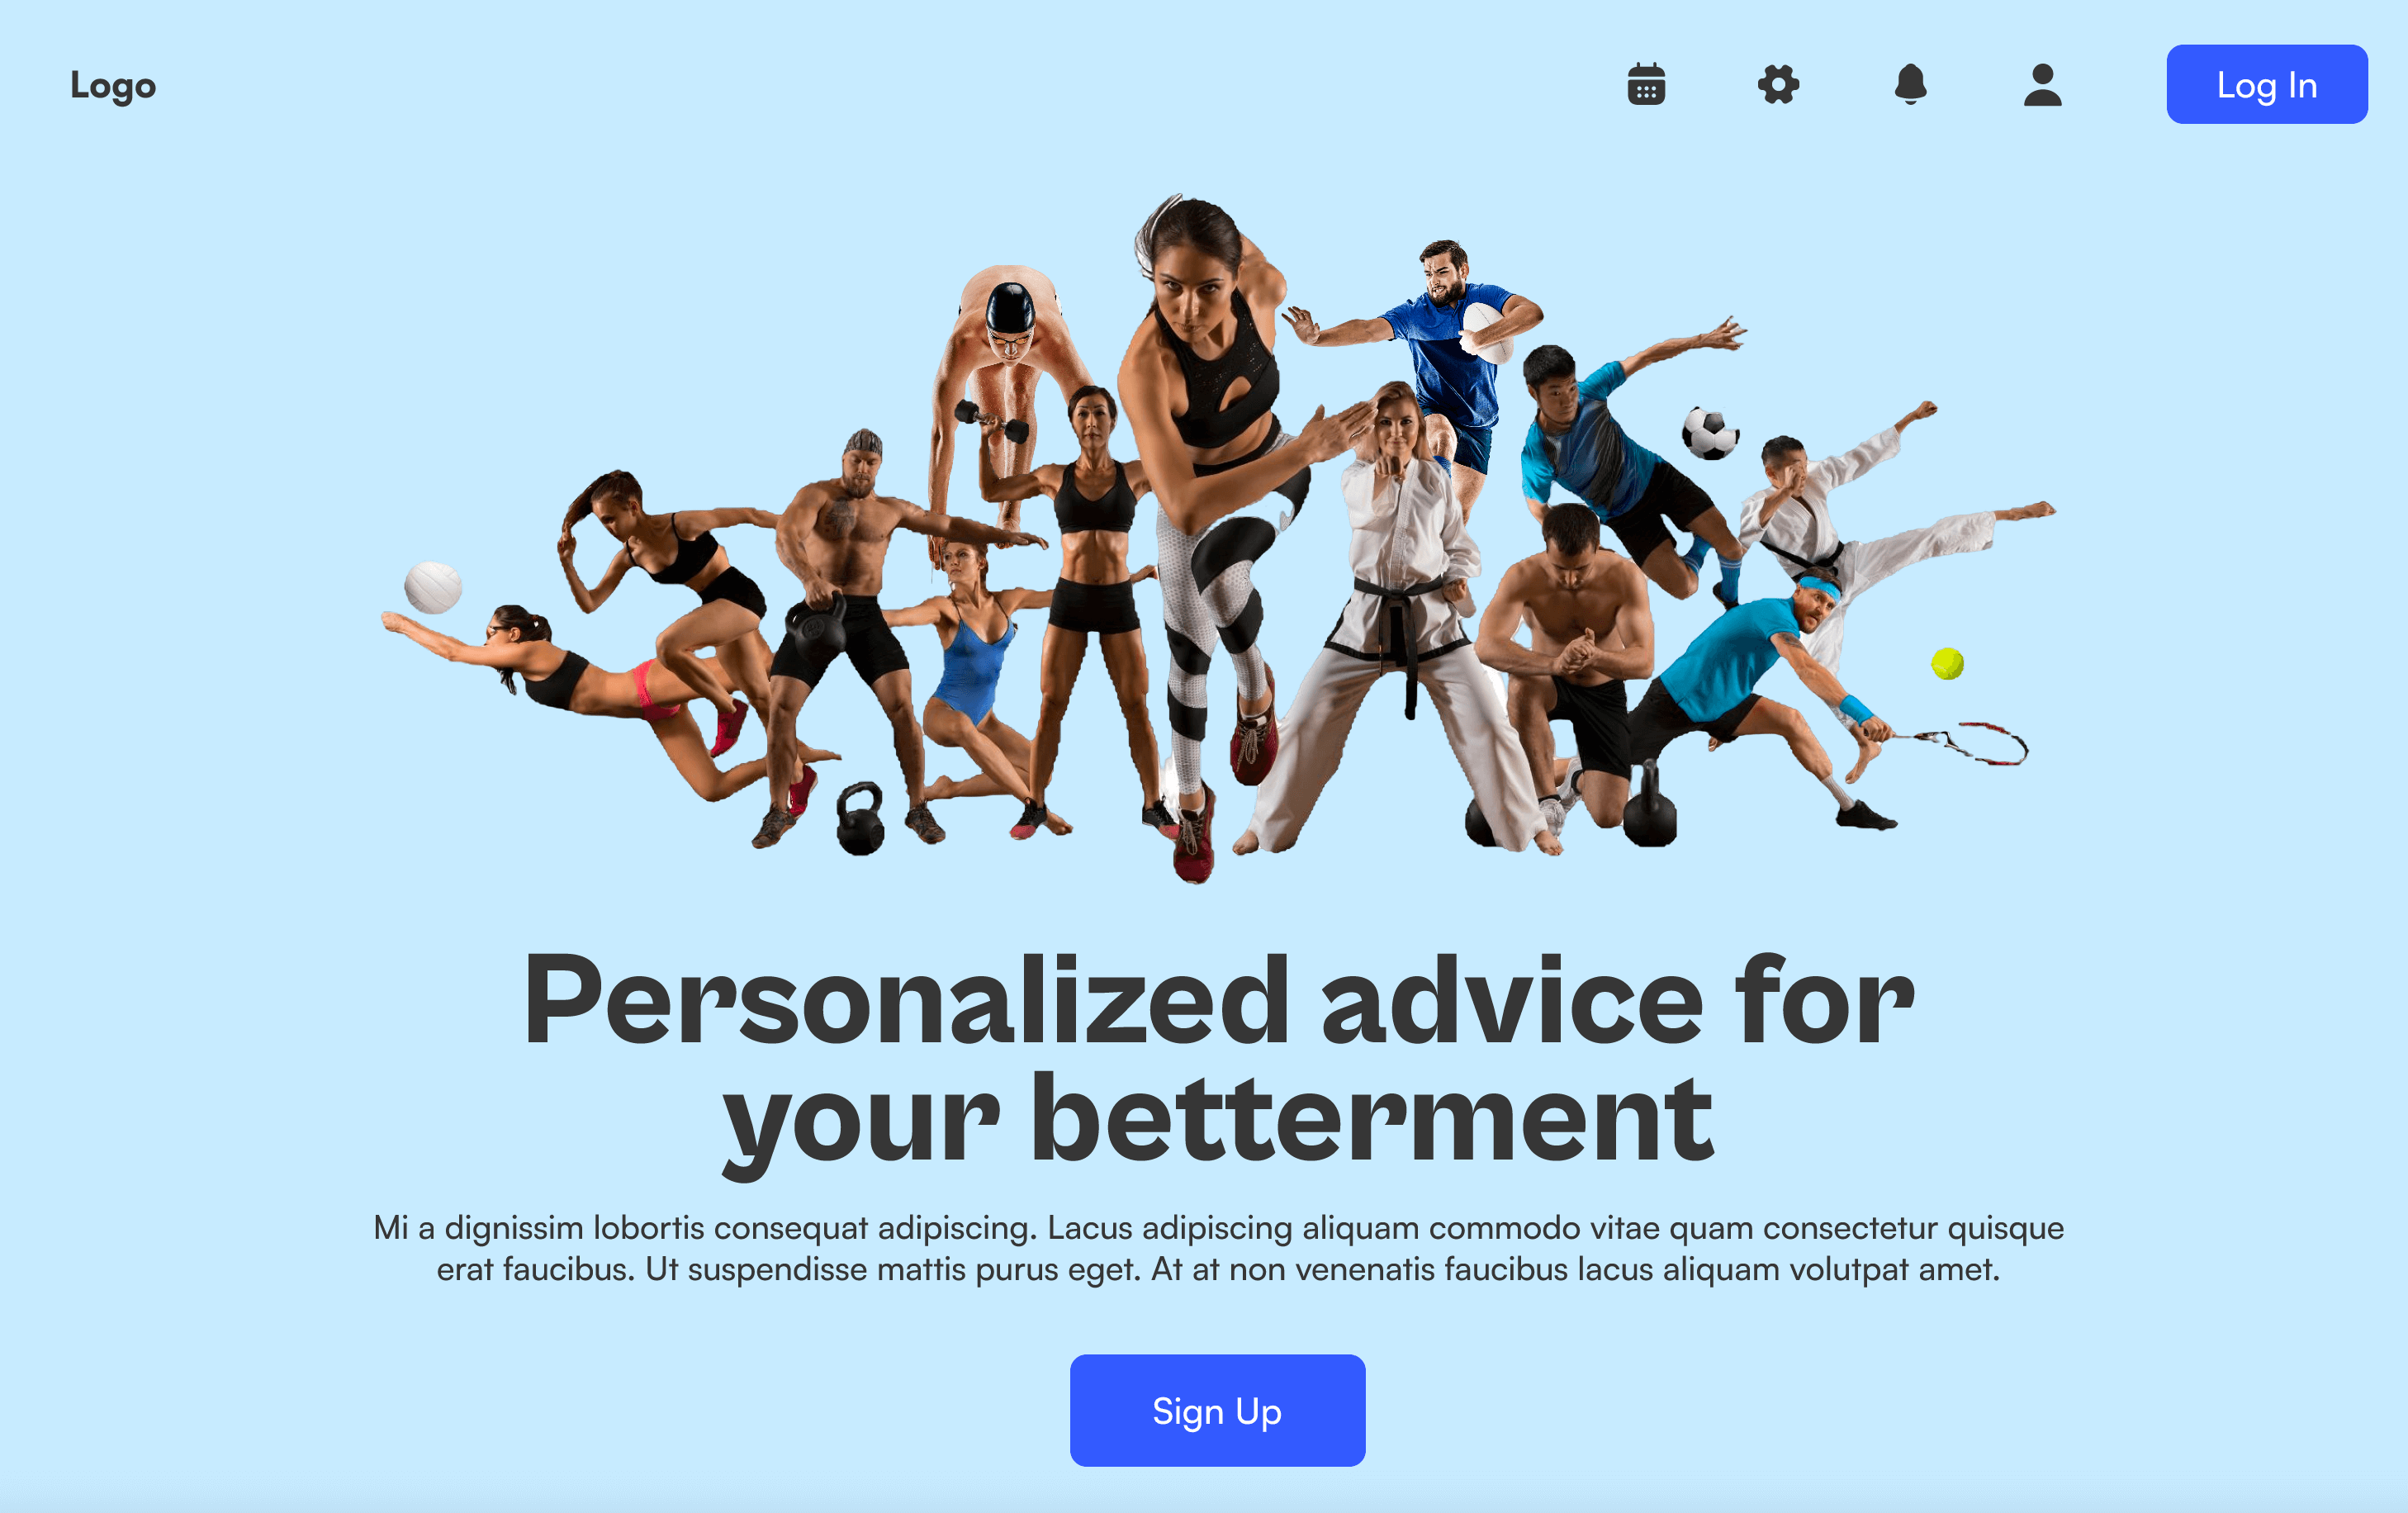 Logo
Log In
Personalized advice for
your betterment
Mi a dignissim lobortis consequat adipiscing. Lacus adipiscing aliquam commodo vitae quam consectetur quisque
erat faucibus. Ut suspendisse mattis purus eget. At at non venenatis faucibus lacus aliquam volutpat amet.
Sign Up